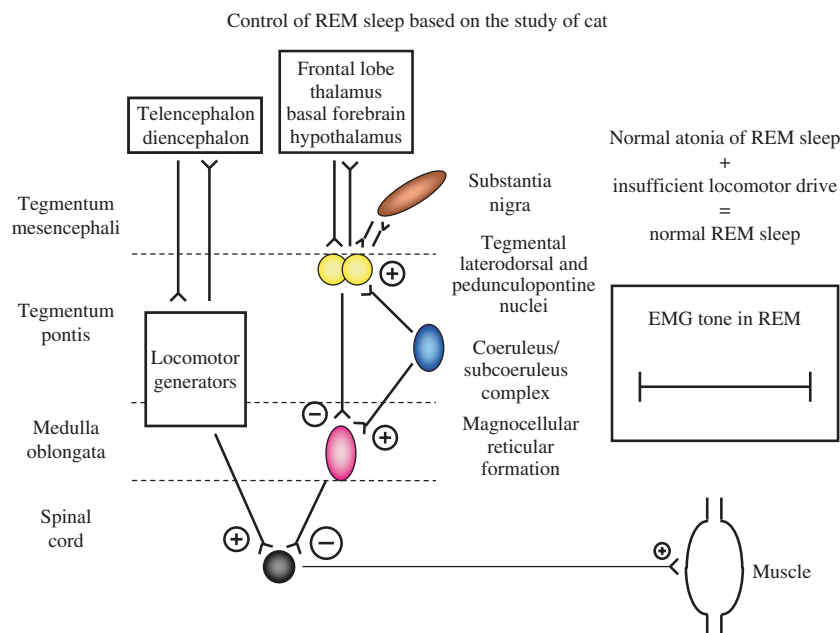 Control of REM sleep based on the study of cat
Telencephalon
diencephalon
Frontal lobe
thalamus
basal forebrain
hypothalamus
Normal atonia of REM sleep
+
insufficient locomotor drive
=
normal REM sleep
Tegmentum
mesencephali
Substantia
nigra
Tegmental
laterodorsal and
pedunculopontine
nuclei
+
Tegmentum
pontis
EMG tone in REM
Locomotor
generators
Coeruleus/
subcoeruleus
complex
Medulla
oblongata
−
+
Magnocellular
reticular
formation
Spinal
cord
+
−
+
Muscle